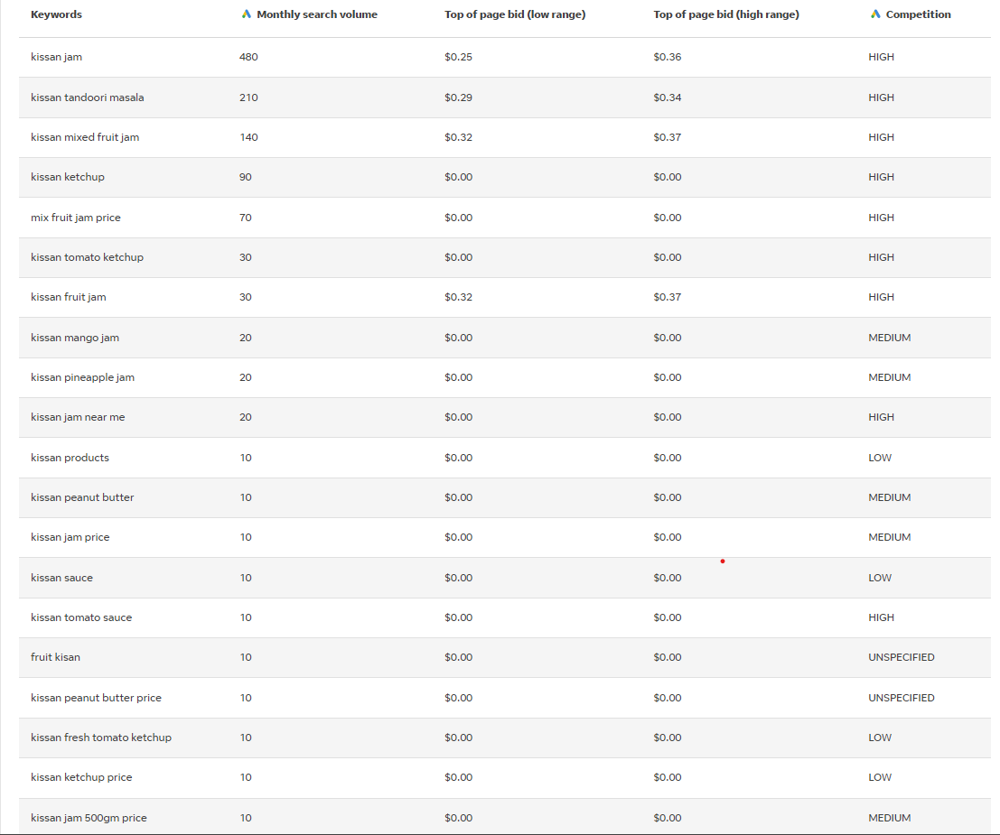 Keywords Monthly search volume Top of page bid (low range) Top of page bid (high range) Competition
kissan jam 480 $0.25 $0.36 HIGH
kissan tandoori masala 210 $0.29 $0.34 HIGH
kissan mixed fruit jam 140 $0.32 $0.37 HIGH
kissan ketchup 90 $0.00 $0.00 HIGH
mix fruit jam price 70 $0.00 $0.00 HIGH
kissan tomato ketchup 30 $0.00 $0.00 HIGH
kissan fruit jam 30 $0.32 $0.37 HIGH
kissan mango jam 20 $0.00 $0.00 MEDIUM
kissan pineapple jam 20 $0.00 $0.00 MEDIUM
kissan jam near me 20 $0.00 $0.00 HIGH
kissan products 10 $0.00 $0.00 LOW
kissan peanut butter 10 $0.00 $0.00 MEDIUM
kissan jam price 10 $0.00 $0.00 MEDIUM
kissan sauce 10 $0.00 $0.00 LOW
kissan tomato sauce 10 $0.00 $0.00 HIGH
fruit kisan 10 $0.00 $0.00 UNSPECIFIED
kissan peanut butter price 10 $0.00 $0.00 UNSPECIFIED
kissan fresh tomato ketchup 10 $0.00 $0.00 LOW
kissan ketchup price 10 $0.00 $0.00 LOW
kissan jam 500gm price 10 $0.00 $0.00 MEDIUM